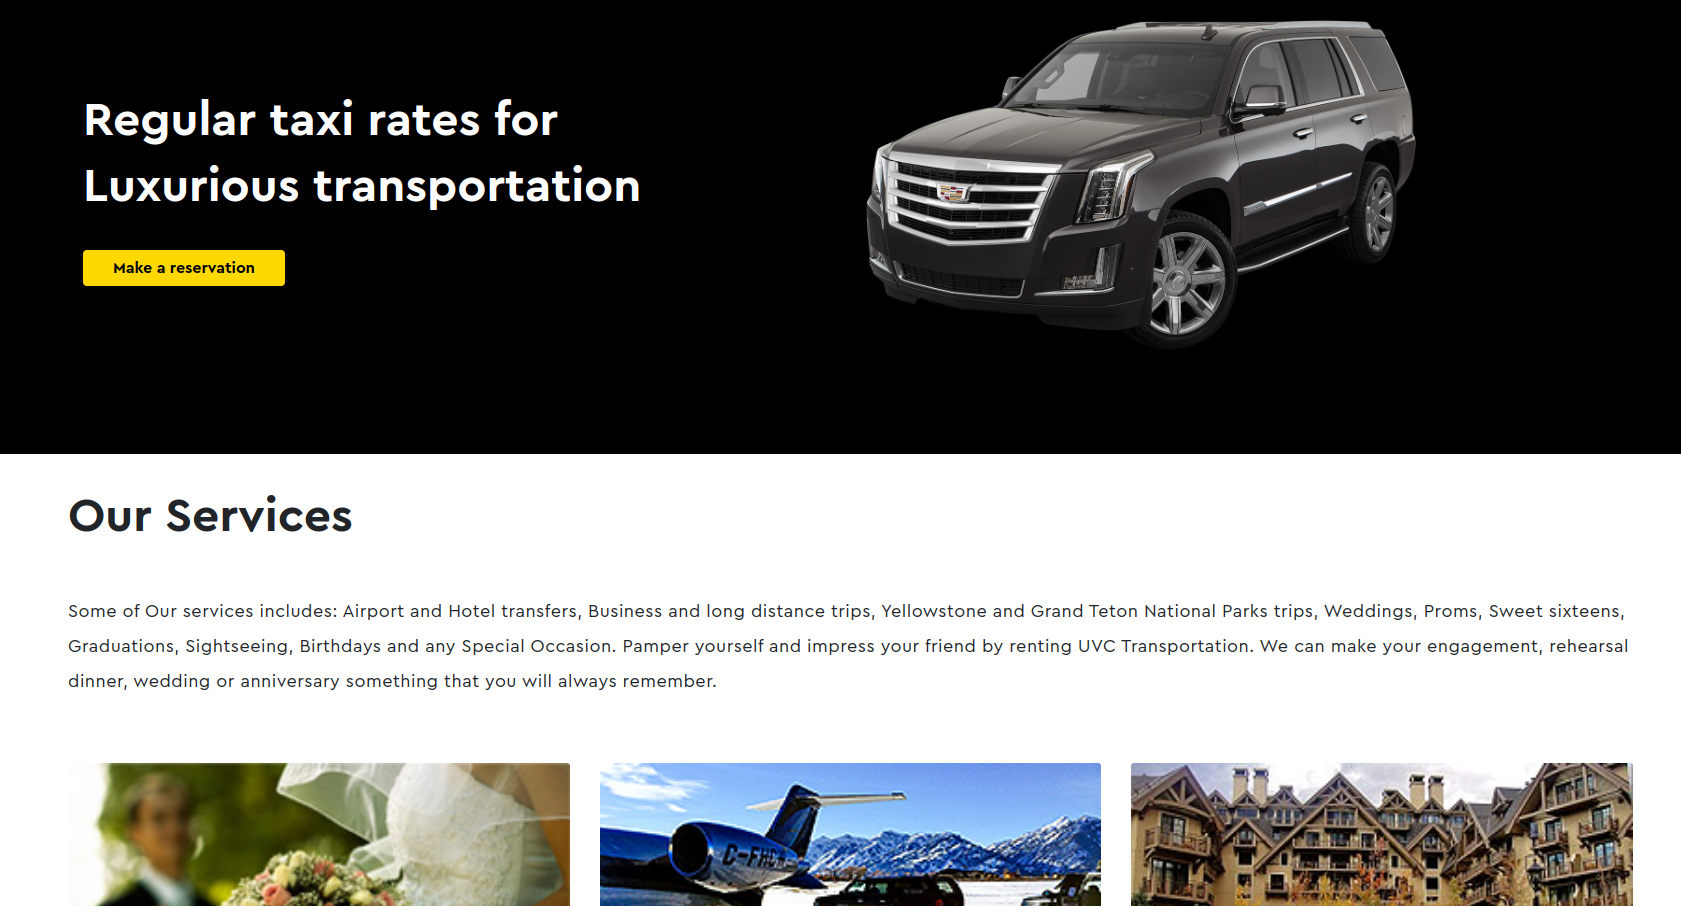 Regular taxi rates for
Luxurious transportation
Make a reservation
Our Services
Some of Our services includes: Airport and Hotel transfers, Business and long distance trips, Yellowstone and Grand Teton National Parks trips, Weddings, Proms, Sweet sixteens,
Graduations, Sightseeing, Birthdays and any Special Occasion. Pamper yourself and impress your friend by renting UVC Transportation. We can make your engagement, rehearsal
dinner, wedding or anniversary something that you will always remember.